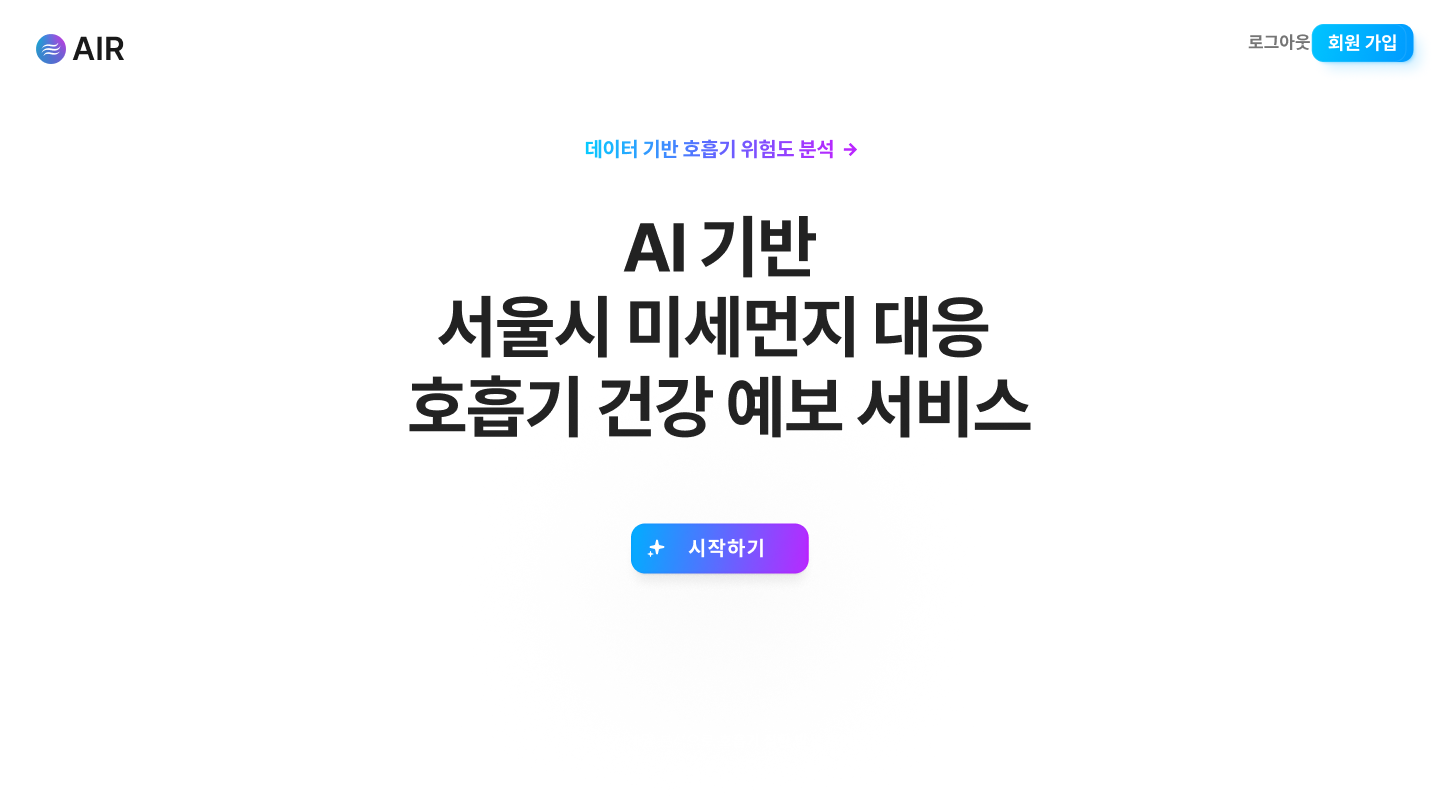 AIR
로그아웃 회원 가입
데이터 기반 호흡기 위험도 분석 →
AI 기반
서울시 미세먼지 대응
호흡기 건강 예보 서비스
시작하기